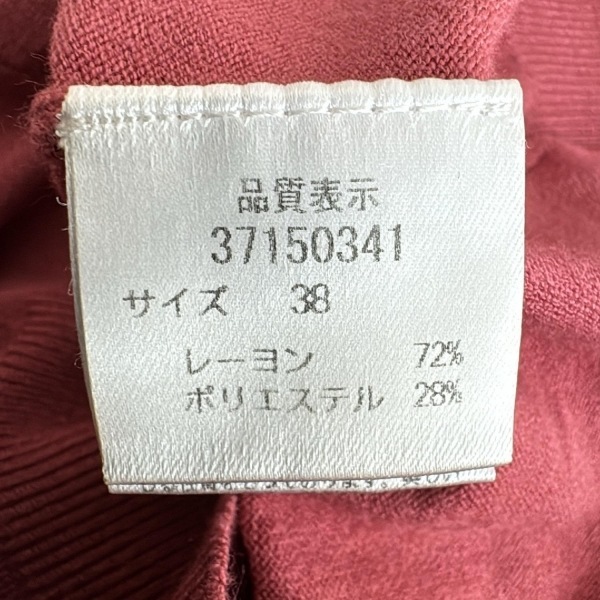 品質表示
37150341
サイズ 38
レーヨン 72%
ポリエステル 28%